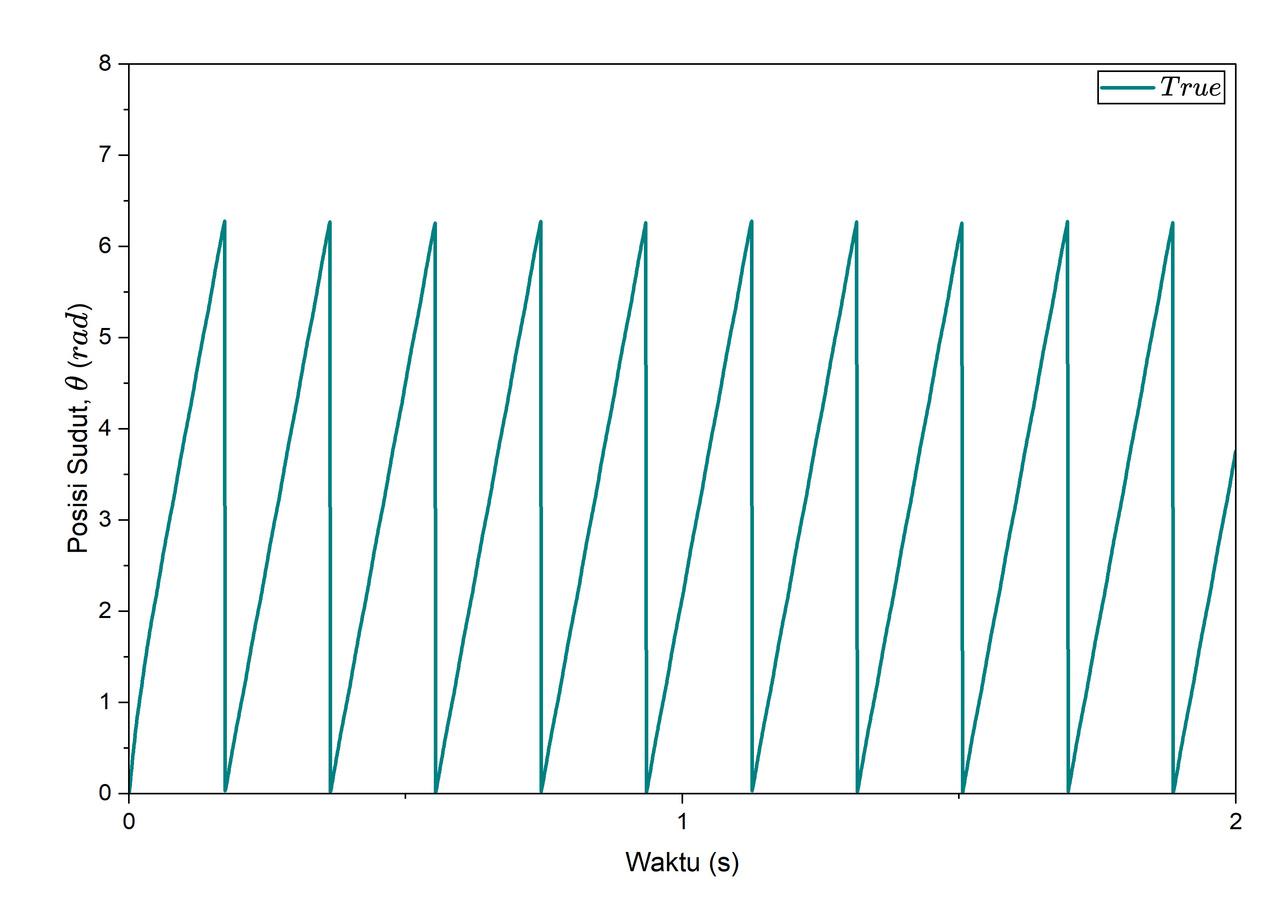 True
8
7
6
5
4
3
2
1
0
Posisi Sudut, θ (rad)
0 1 2
Waktu (s)